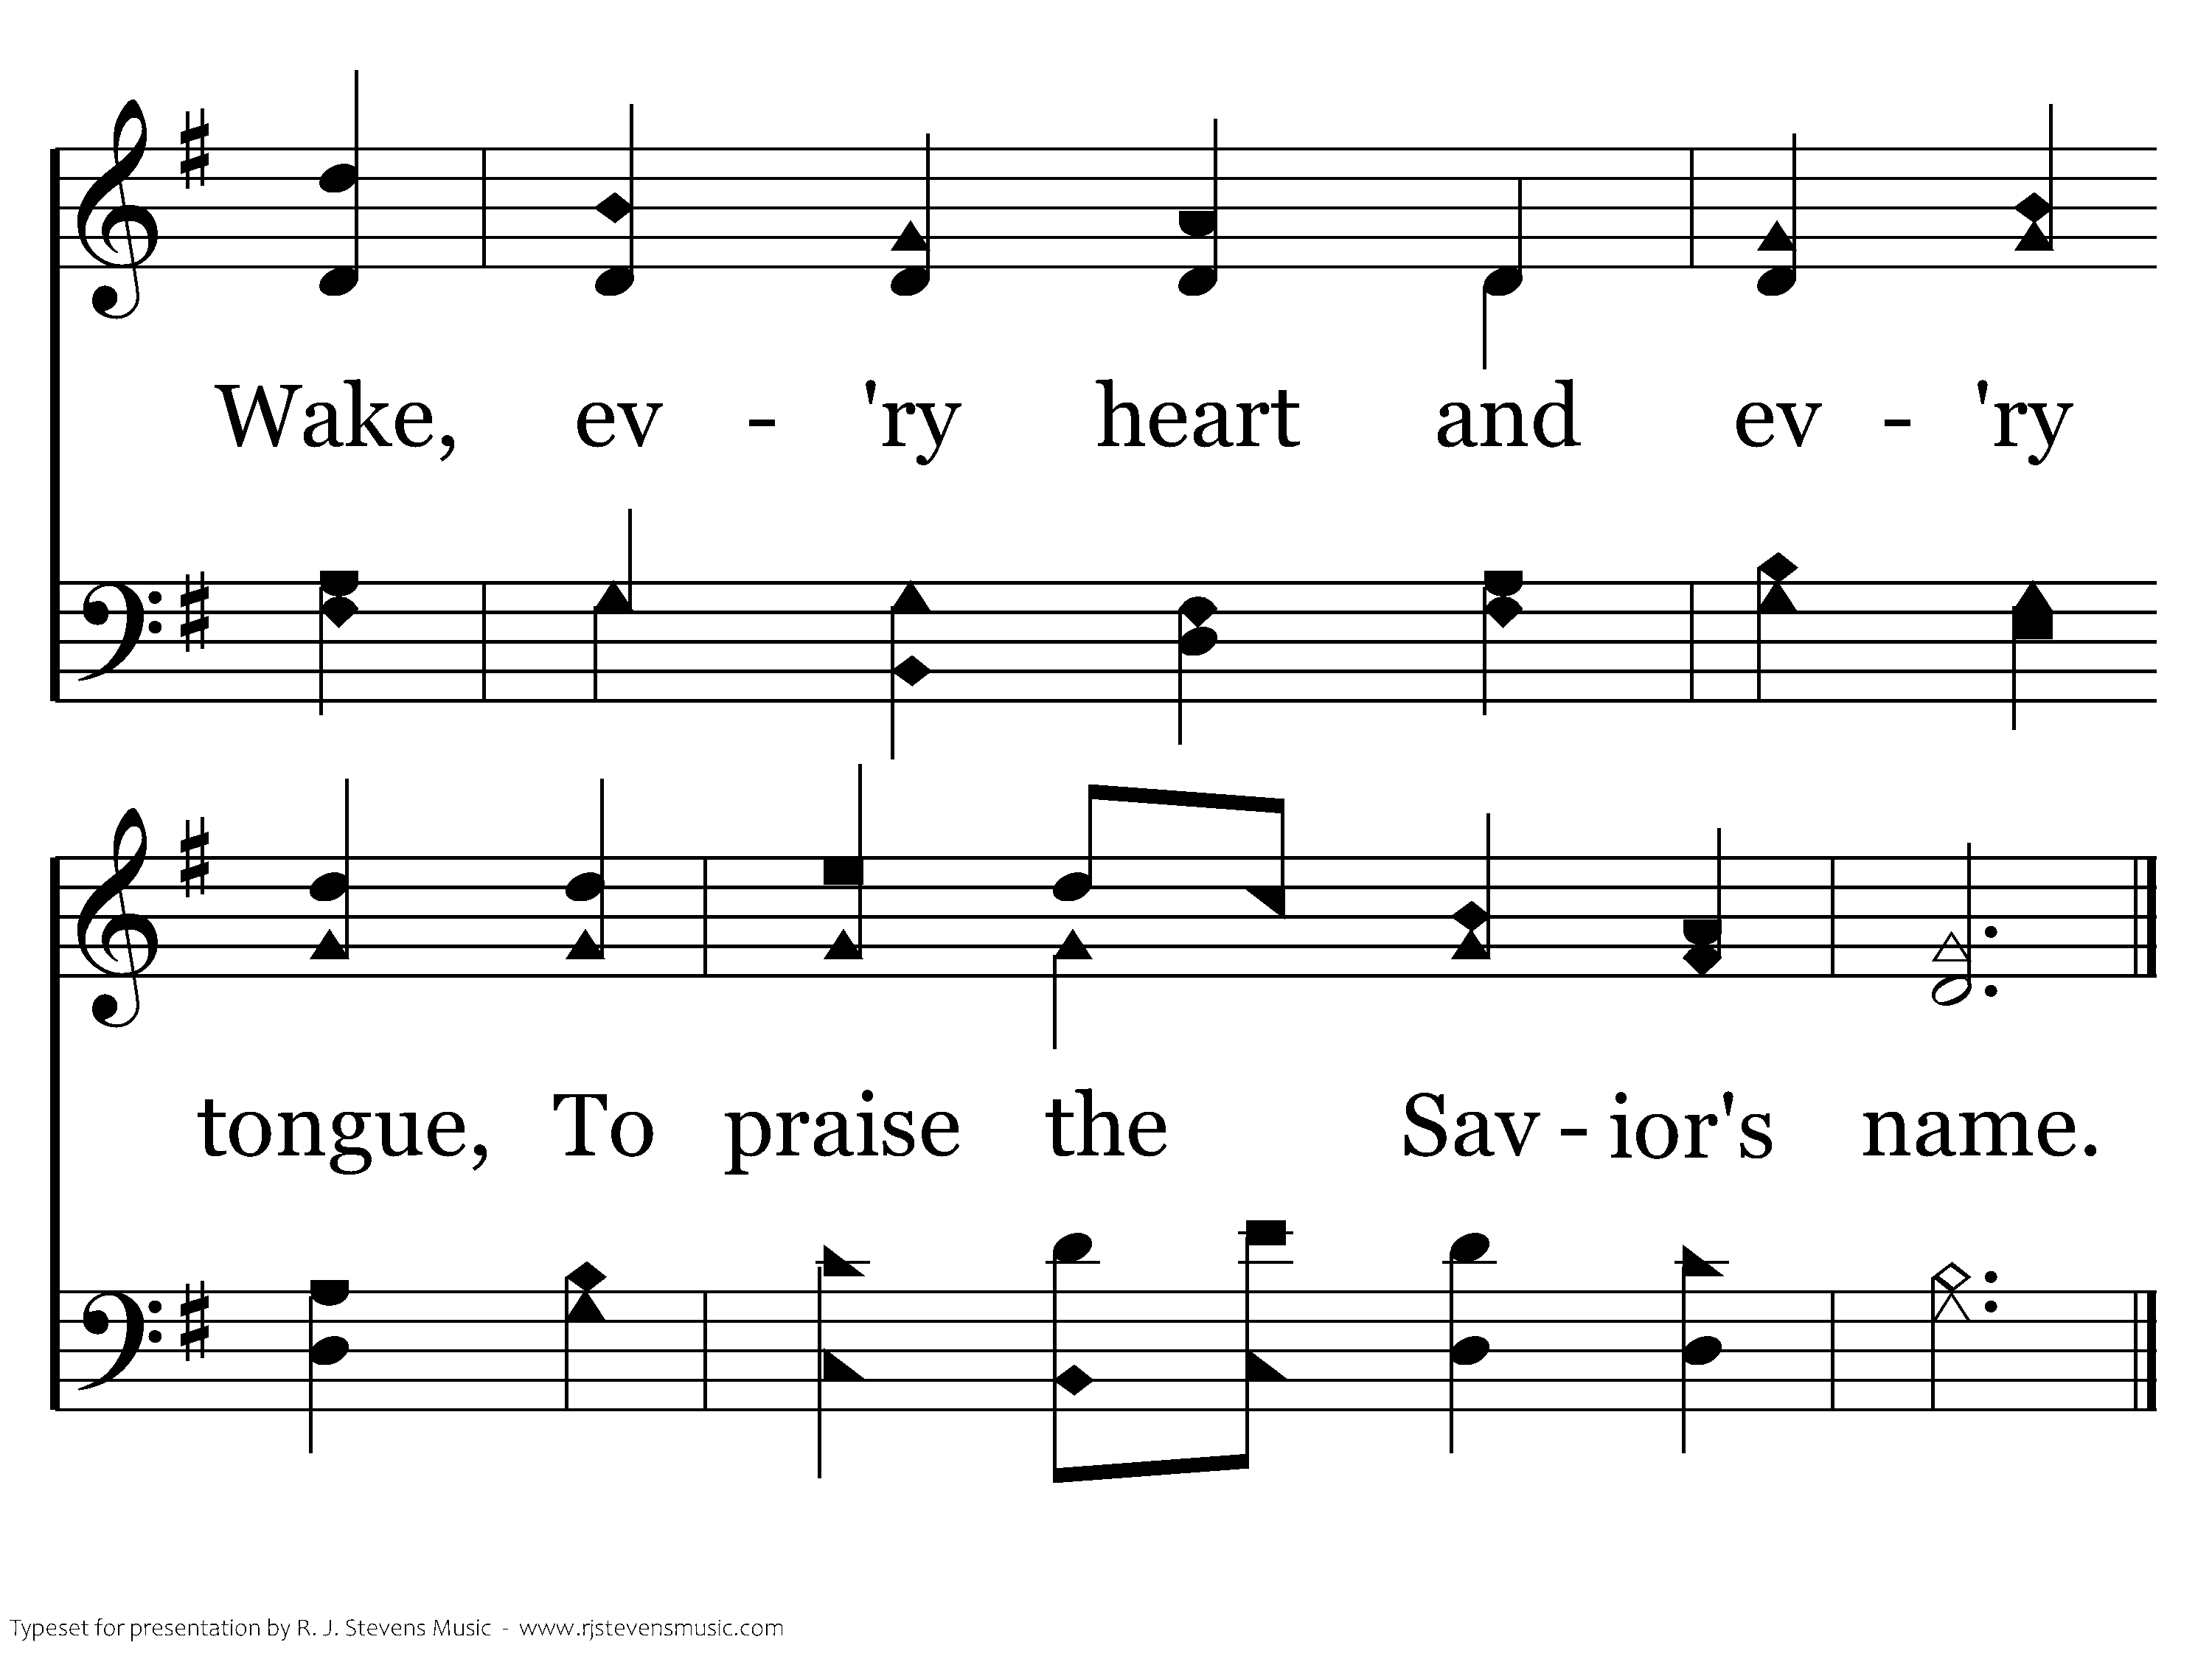 Wake, ev - 'ry heart and ev - 'ry
tongue, To praise the Sav - ior's name.
Typeset for presentation by R. J. Stevens Music - www.rjstevensmusic.com